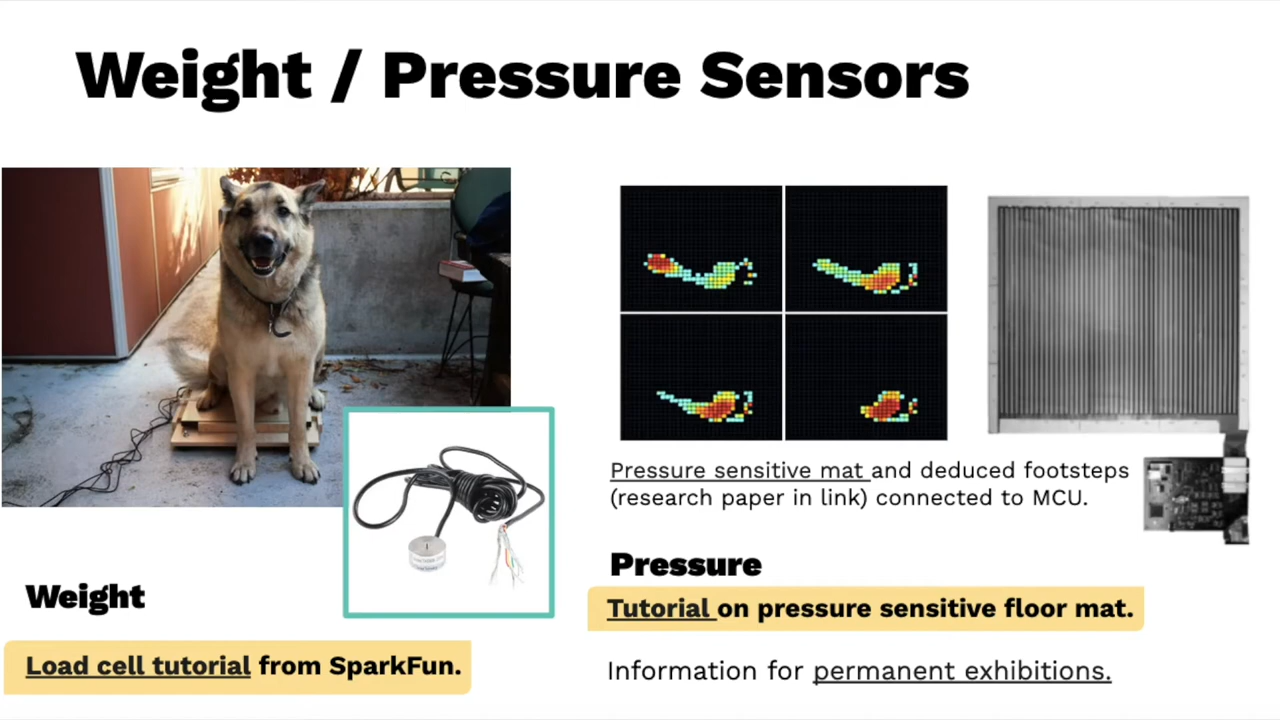 Weight / Pressure Sensors
Pressure sensitive mat and deduced footsteps
(research paper in link) connected to MCU.
Weight
Load cell tutorial from SparkFun.
Pressure
Tutorial on pressure sensitive floor mat.
Information for permanent exhibitions.